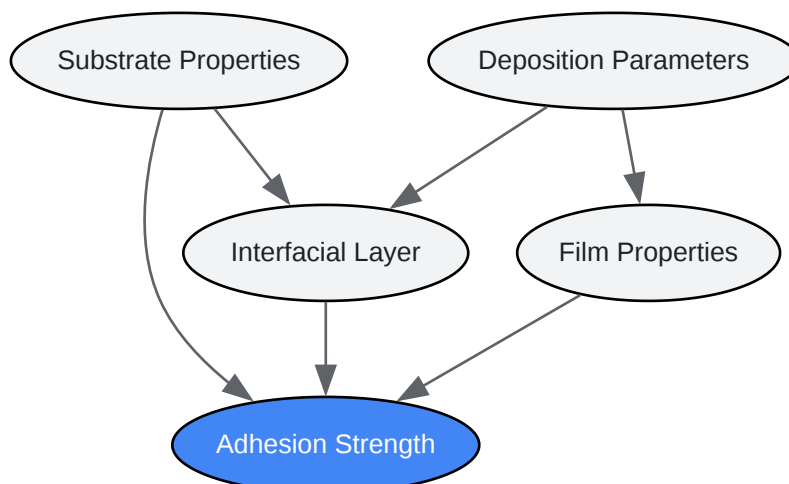 Substrate Properties
Deposition Parameters
Interfacial Layer
Film Properties
Adhesion Strength